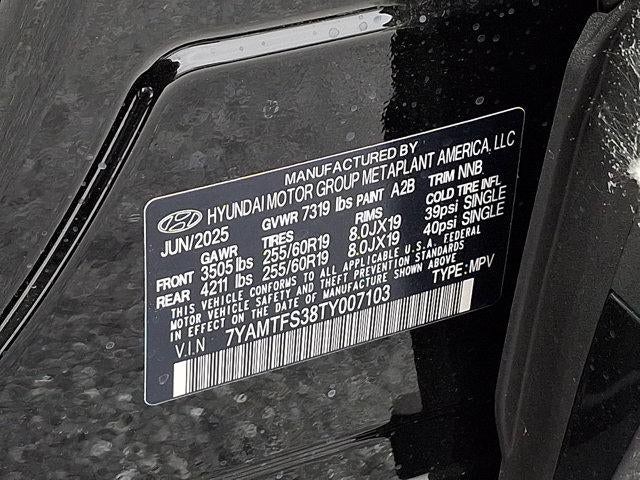 MANUFACTURED BY
HYUNDAI MOTOR GROUP METAPLANT AMERICA, LLC
JUN/2025 GVWR 7319 lbs PAINT A2B TRIM NNB
GAWR TIRES RIMS COLD TIRE INFL
FRONT 3505 lbs 255/60R19 8.0JX19 39psi SINGLE
REAR 4211 lbs 255/60R19 8.0JX19 40psi SINGLE
THIS VEHICLE CONFORMS TO ALL APPLICABLE U.S.A. FEDERAL
MOTOR VEHICLE SAFETY AND THEFT PREVENTION STANDARDS
IN EFFECT ON THE DATE OF MANUFACTURE SHOWN ABOVE
V.I.N 7YAMTFS38TY007103 TYPE: MPV